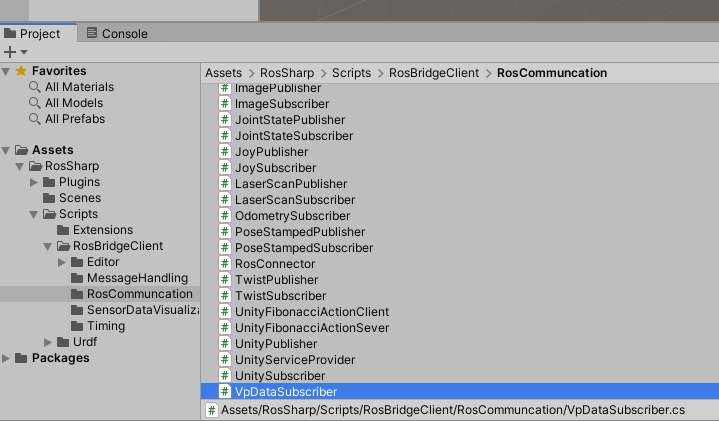 Project
Console
Favorites
All Materials
All Models
All Prefabs
Assets
RosSharp
Plugins
Scenes
Scripts
Extensions
RosBridgeClient
Editor
MessageHandling
RosCommuncation
SensorDataVisualiza
Timing
Urdf
Packages
Assets > RosSharp > Scripts > RosBridgeClient > RosCommuncation
ImagePublisher
ImageSubscriber
JointStatePublisher
JointStateSubscriber
JoyPublisher
JoySubscriber
LaserScanPublisher
LaserScanSubscriber
OdometrySubscriber
PoseStampedPublisher
PoseStampedSubscriber
RosConnector
TwistPublisher
TwistSubscriber
UnityFibonacciActionClient
UnityFibonacciActionSever
UnityPublisher
UnityServiceProvider
UnitySubscriber
VpDataSubscriber
Assets/RosSharp/Scripts/RosBridgeClient/RosCommuncation/VpDataSubscriber.cs